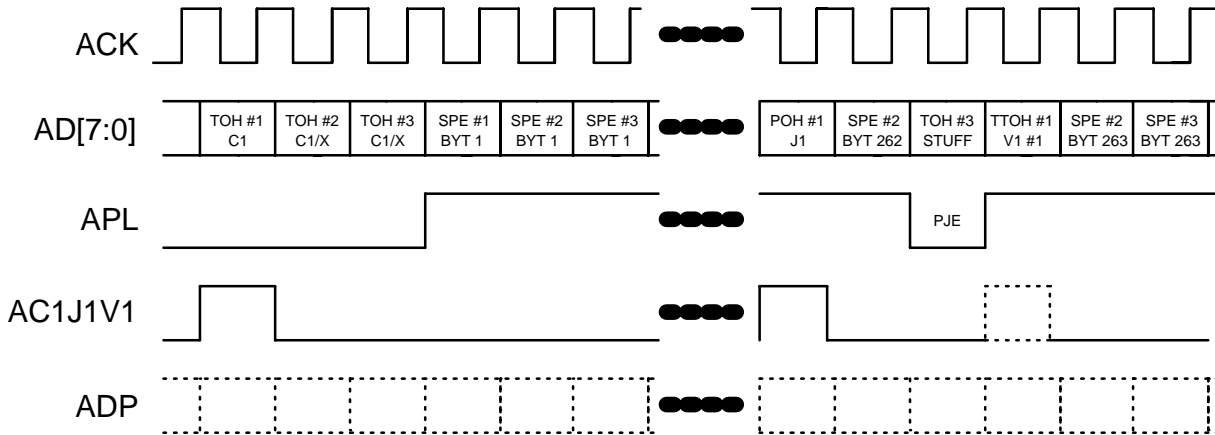 ACK
AD[7:0]
TOH #1
C1
TOH #2
C1/X
TOH #3
C1/X
SPE #1
BYT 1
SPE #2
BYT 1
SPE #3
BYT 1
POH #1
J1
SPE #2
BYT 262
TOH #3
STUFF
TTOH #1
V1 #1
SPE #2
BYT 263
SPE #3
BYT 263
APL
PJE
AC1J1V1
ADP